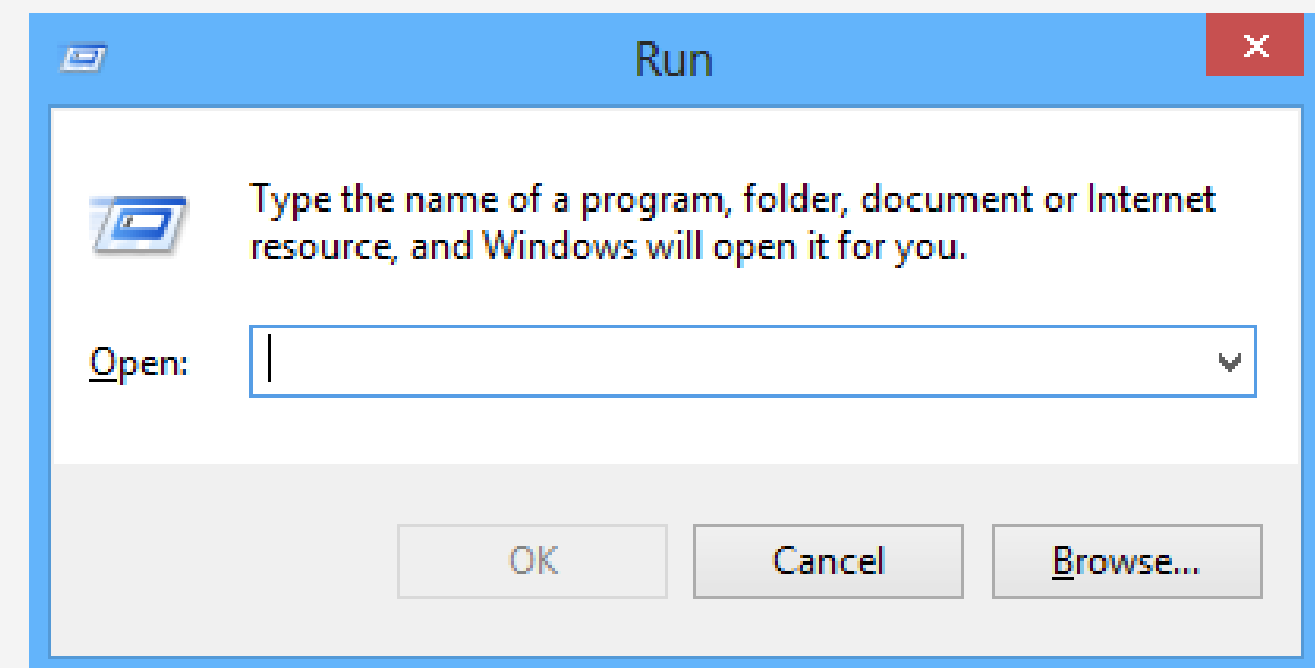 Run
Type the name of a program, folder, document or Internet
resource, and Windows will open it for you.
Open:
OK Cancel Browse...